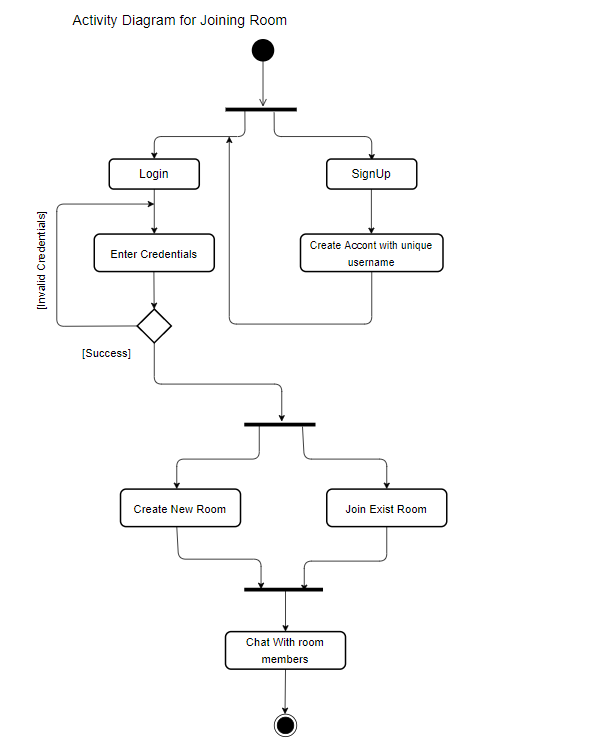 Activity Diagram for Joining Room
Login
SignUp
[Invalid Credentials]
Enter Credentials
Create Accont with unique
username
[Success]
Create New Room
Join Exist Room
Chat With room
members